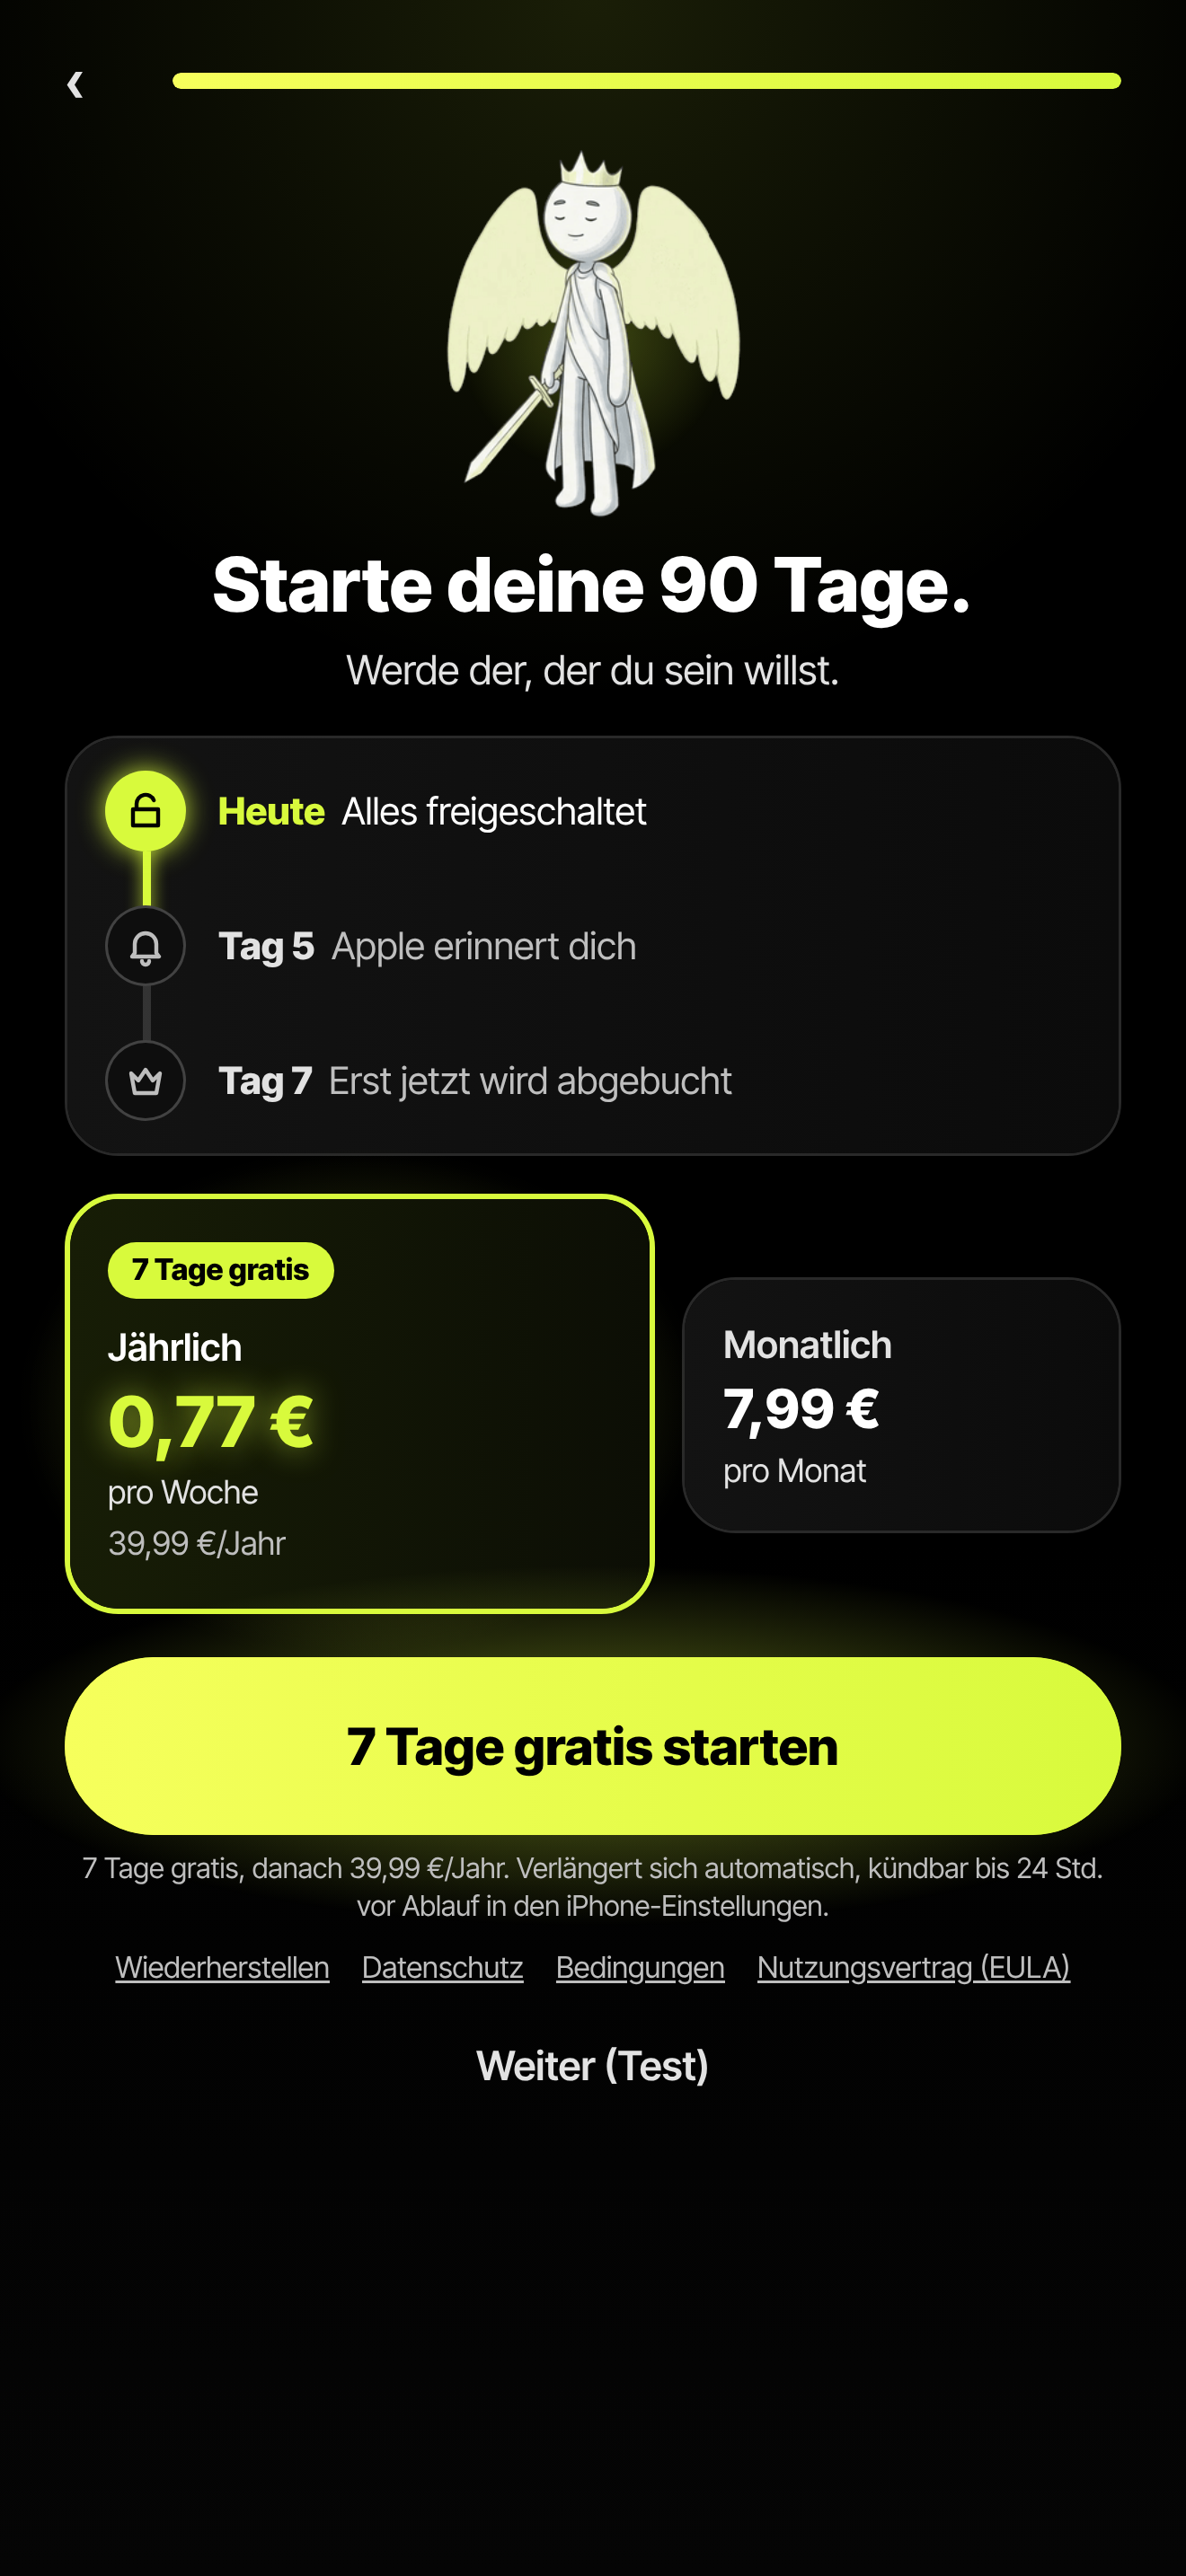 Starte deine 90 Tage.
Werde der, der du sein willst.
Heute Alles freigeschaltet
Tag 5 Apple erinnert dich
Tag 7 Erst jetzt wird abgebucht
7 Tage gratis
Jährlich
0,77 €
pro Woche
39,99 €/Jahr
Monatlich
7,99 €
pro Monat
7 Tage gratis starten
7 Tage gratis, danach 39,99 €/Jahr. Verlängert sich automatisch, kündbar bis 24 Std.
vor Ablauf in den iPhone-Einstellungen.
Wiederherstellen Datenschutz Bedingungen Nutzungsvertrag (EULA)
Weiter (Test)